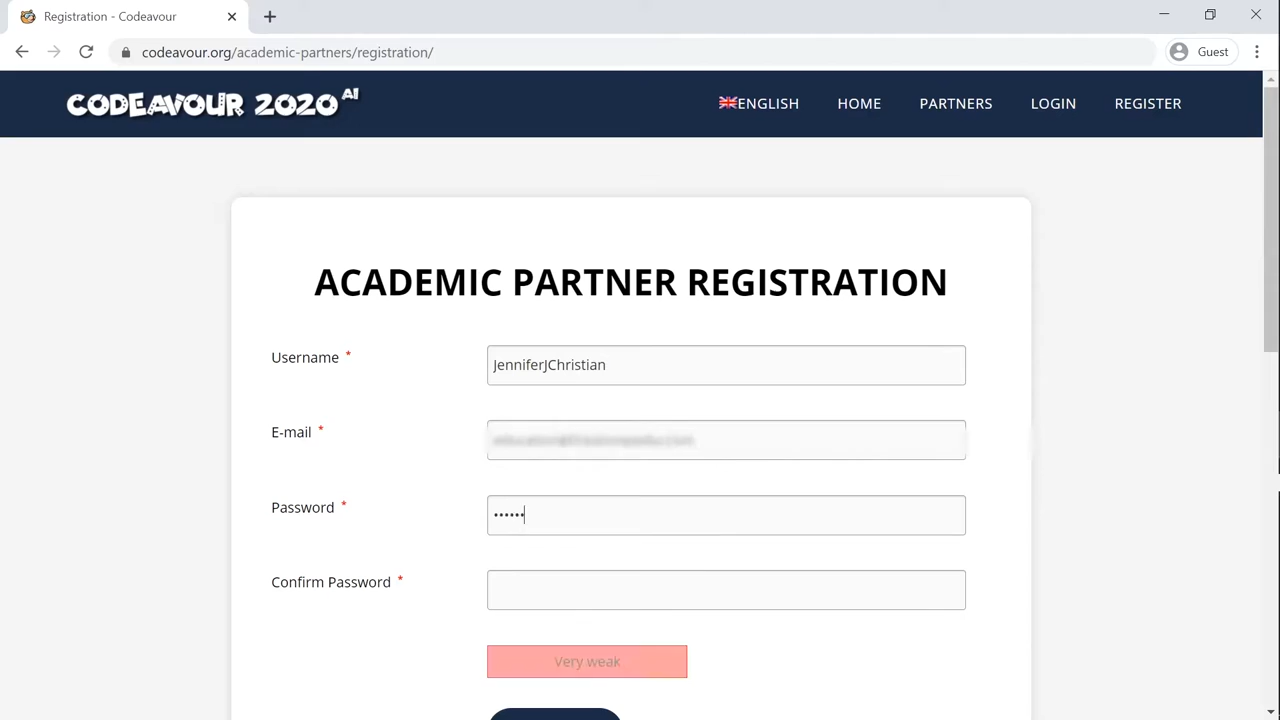 Registration - Codeavour
codeavour.org/academic-partners/registration/
Guest
CODEAVOUR 2020 AI
ENGLISH HOME PARTNERS LOGIN REGISTER
ACADEMIC PARTNER REGISTRATION
Username *
JenniferJChristian
E-mail *
Password *
••••••
Confirm Password *
Very weak